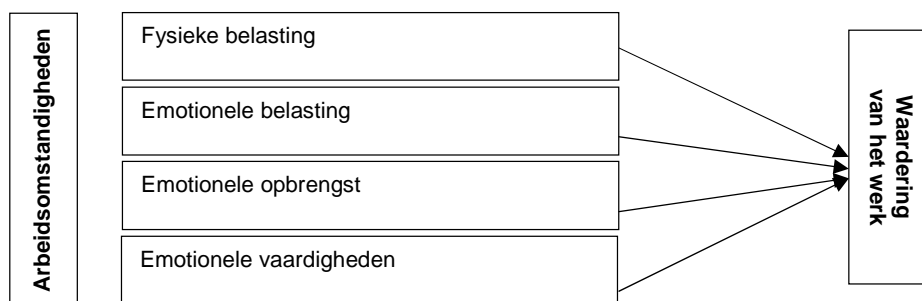 Arbeidsomstandigheden
Fysieke belasting
Emotionele belasting
Emotionele opbrengst
Emotionele vaardigheden
Waardering
van het werk